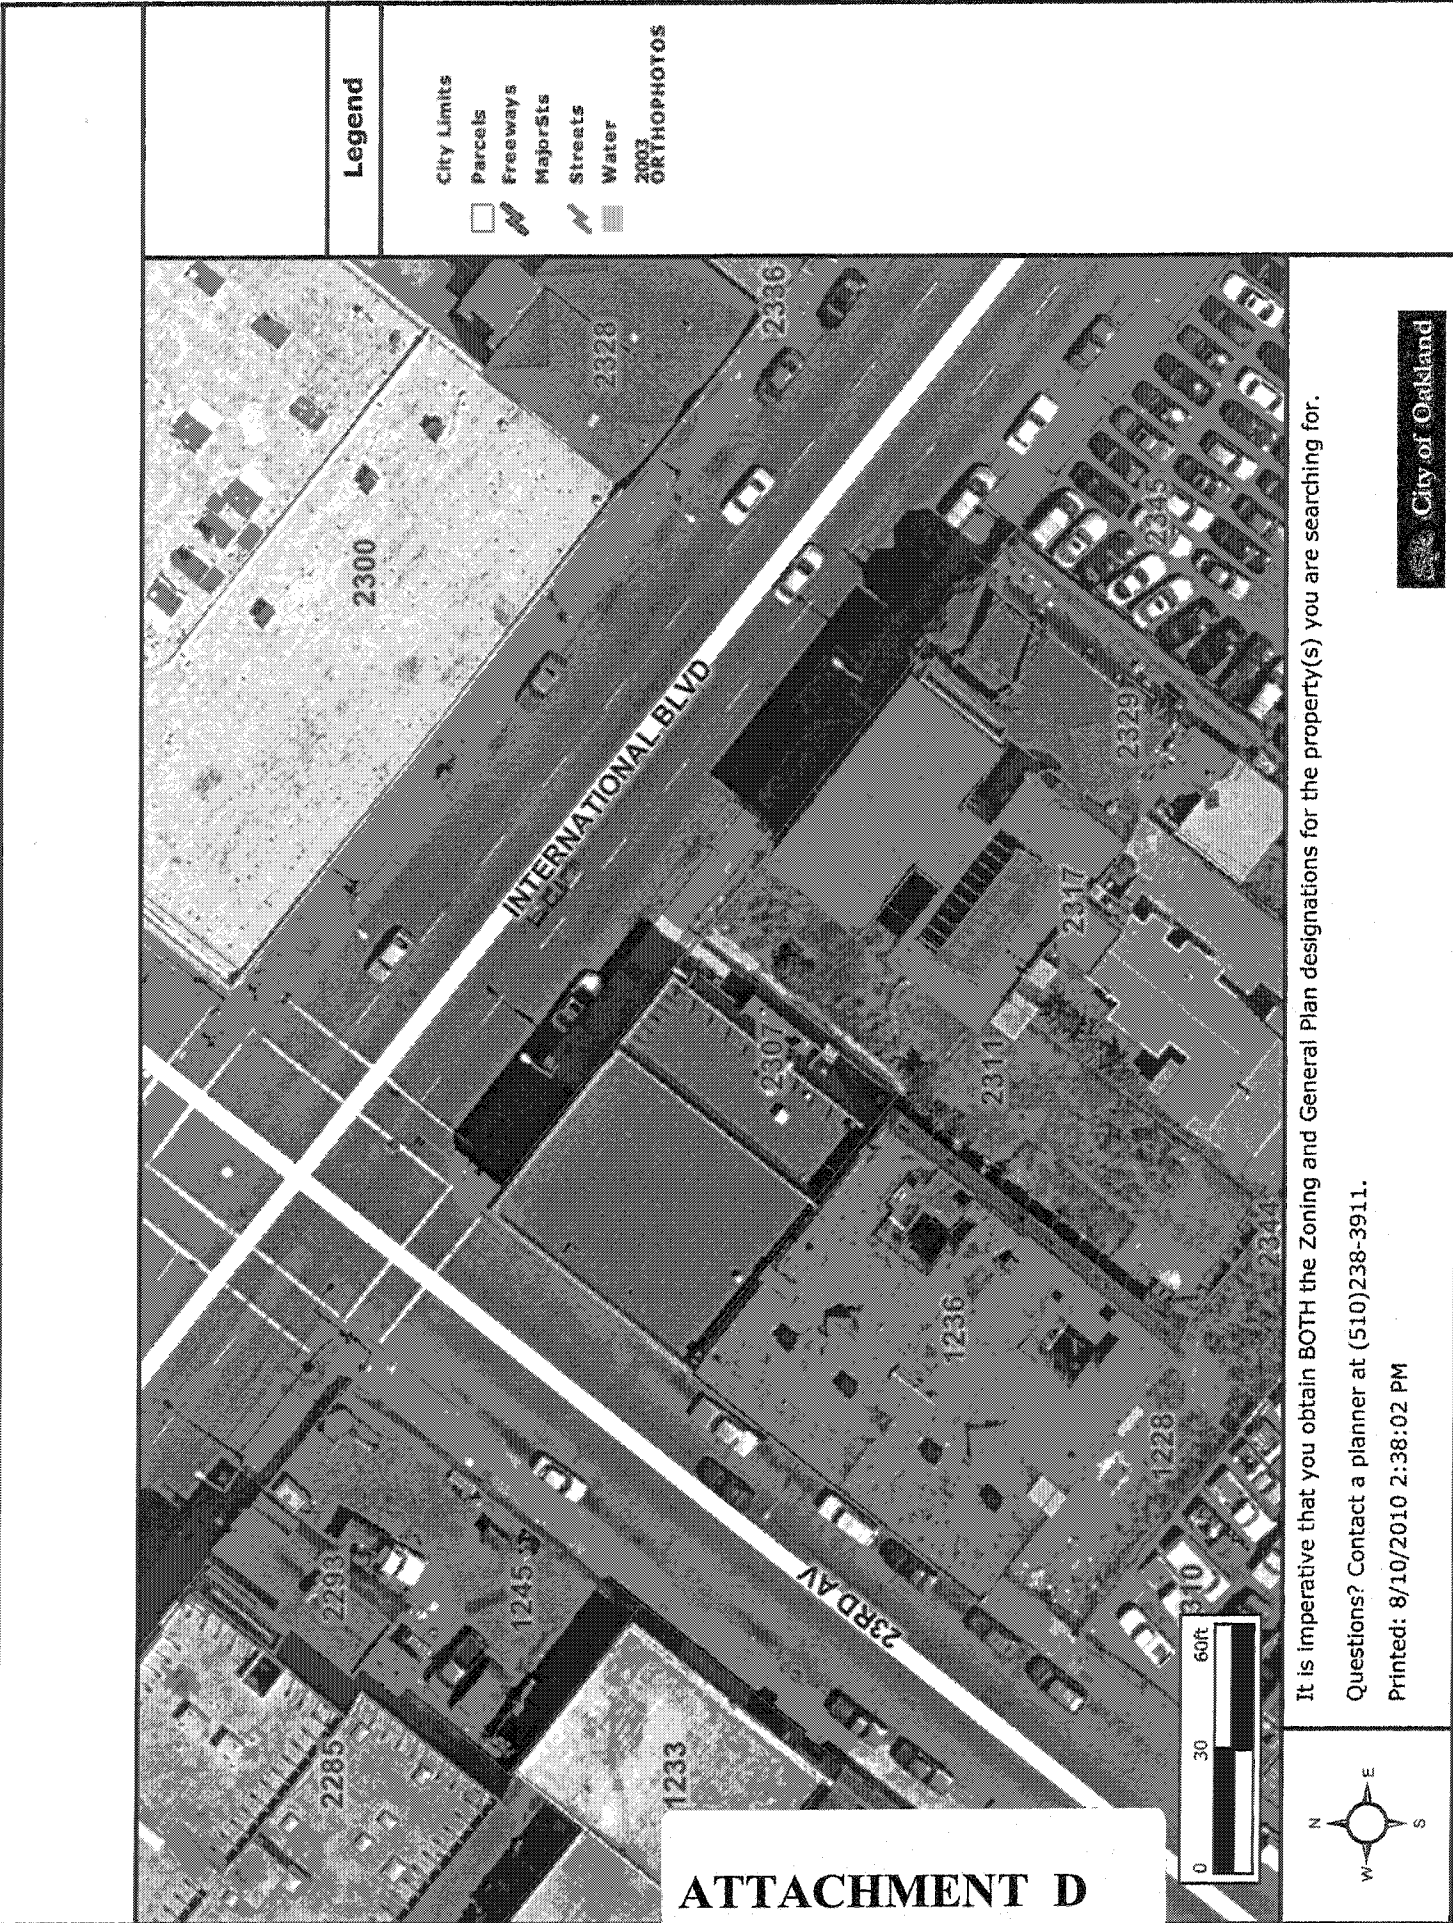 Legend
City Limits
Parcels
Freeways
MajorSts
Streets
Water
2003
ORTHOPHOTOS
2300
2328
2336
INTERNATIONAL BLVD
2345
2329
2317
2311
2307
2344
1236
1228
310
23RD AV
2293
1245
2285
1233
0 30 60ft
It is imperative that you obtain BOTH the Zoning and General Plan designations for the property(s) you are searching for.
Questions? Contact a planner at (510)238-3911.
Printed: 8/10/2010 2:38:02 PM
City of Oakland
N
W E
S
ATTACHMENT D